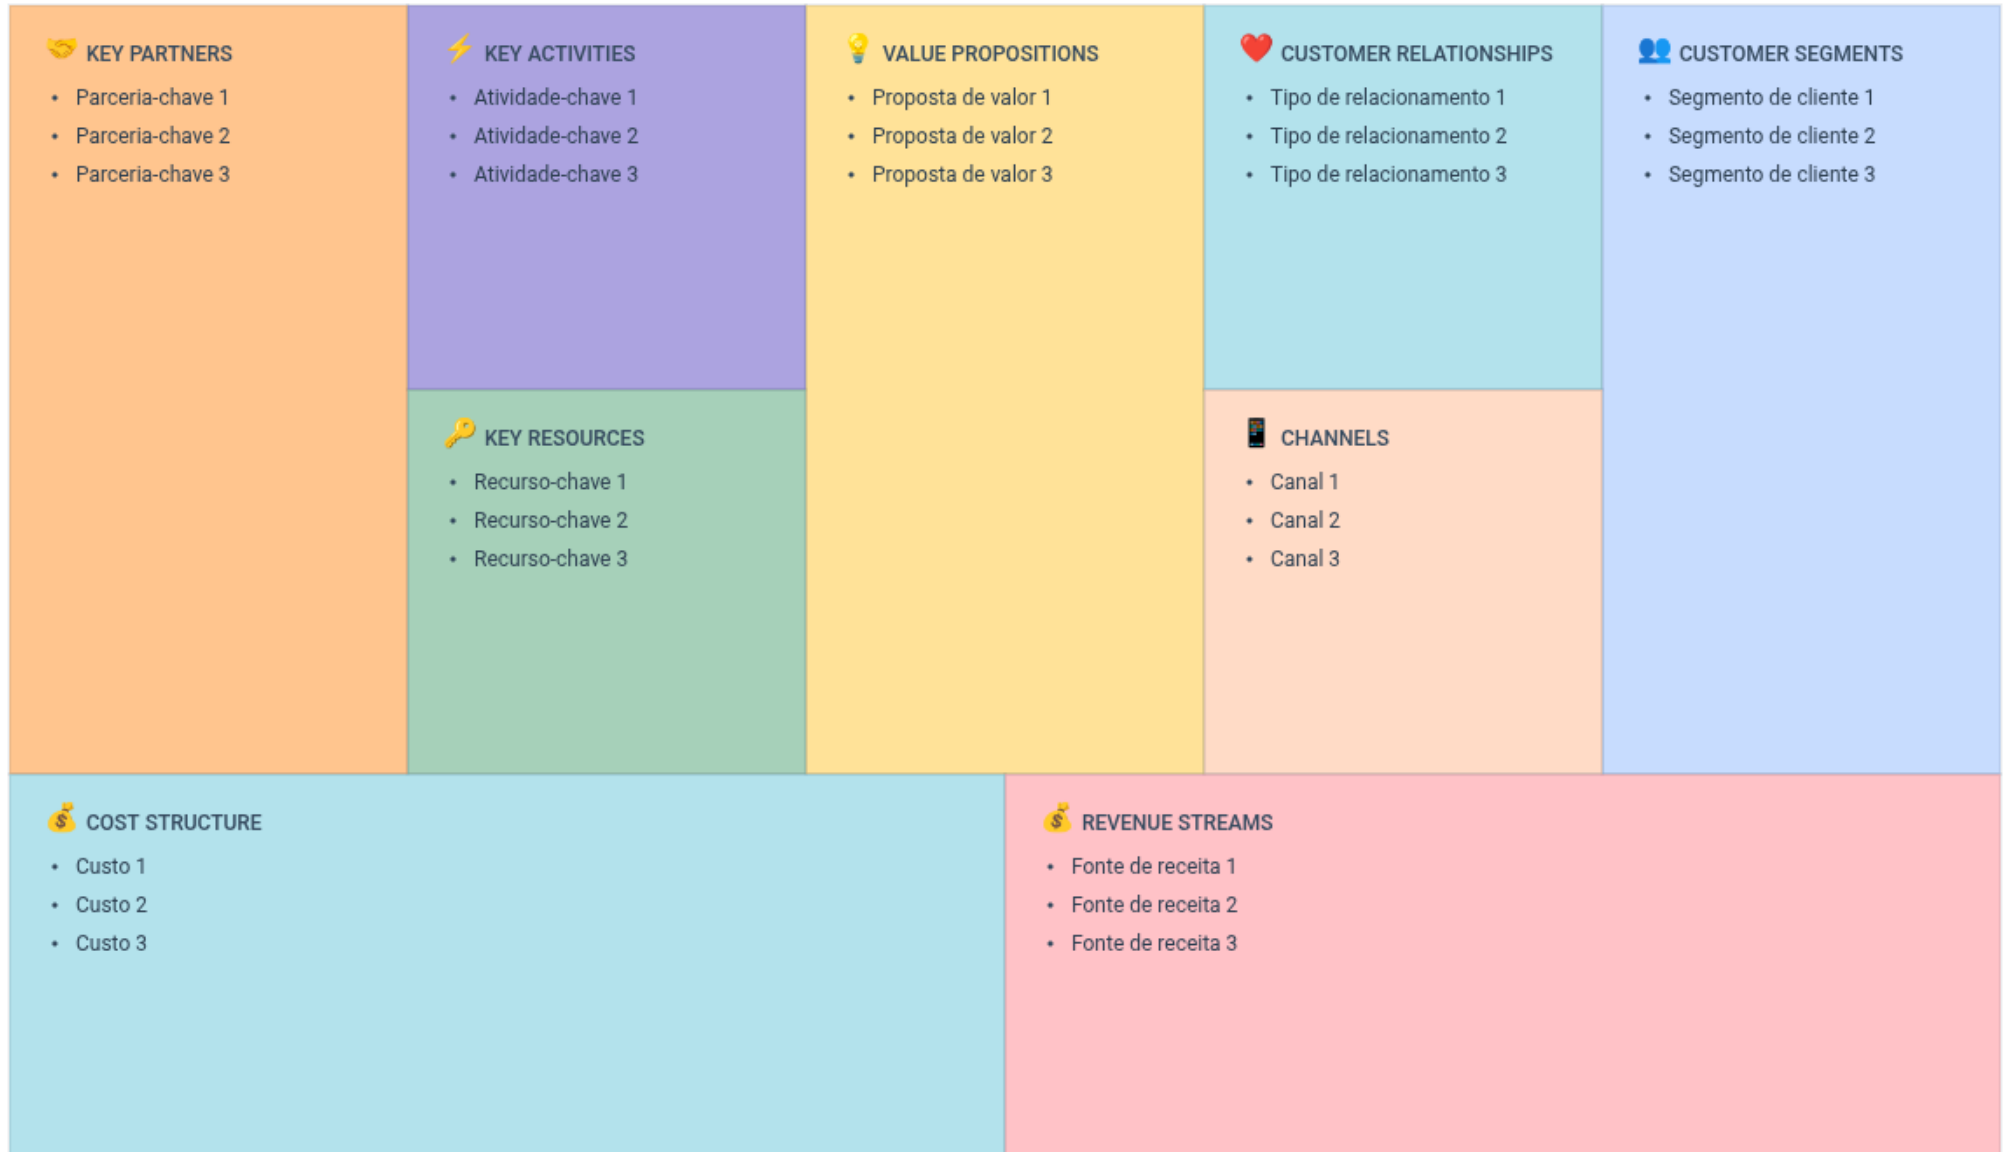 🤝 KEY PARTNERS
• Parceria-chave 1
• Parceria-chave 2
• Parceria-chave 3
⚡ KEY ACTIVITIES
• Atividade-chave 1
• Atividade-chave 2
• Atividade-chave 3
🔑 KEY RESOURCES
• Recurso-chave 1
• Recurso-chave 2
• Recurso-chave 3
💡 VALUE PROPOSITIONS
• Proposta de valor 1
• Proposta de valor 2
• Proposta de valor 3
❤️ CUSTOMER RELATIONSHIPS
• Tipo de relacionamento 1
• Tipo de relacionamento 2
• Tipo de relacionamento 3
📱 CHANNELS
• Canal 1
• Canal 2
• Canal 3
👥 CUSTOMER SEGMENTS
• Segmento de cliente 1
• Segmento de cliente 2
• Segmento de cliente 3
💰 COST STRUCTURE
• Custo 1
• Custo 2
• Custo 3
💰 REVENUE STREAMS
• Fonte de receita 1
• Fonte de receita 2
• Fonte de receita 3